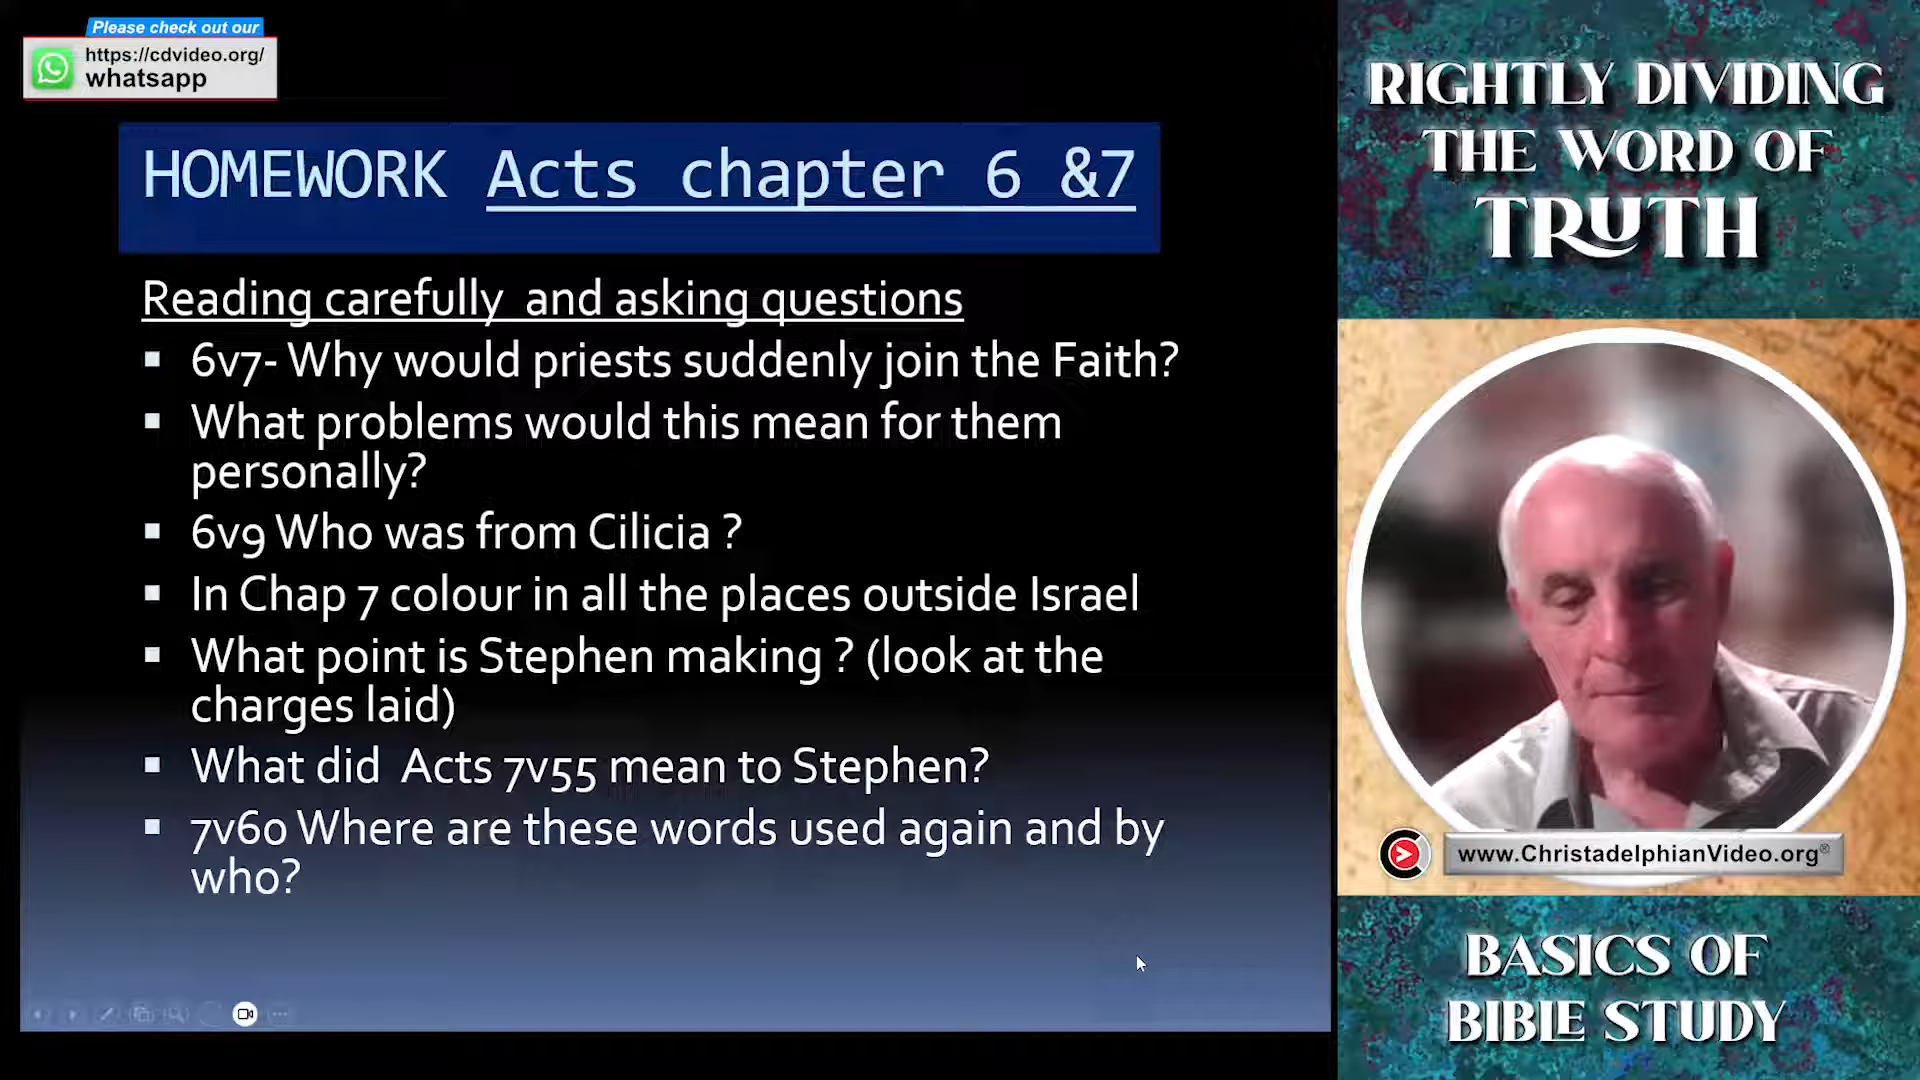 Please check out our
https://cdvideo.org/
whatsapp
HOMEWORK Acts chapter 6 &7
Reading carefully and asking questions
6v7- Why would priests suddenly join the Faith?
What problems would this mean for them
personally?
6v9 Who was from Cilicia ?
In Chap 7 colour in all the places outside Israel
What point is Stephen making ? (look at the
charges laid)
What did Acts 7v55 mean to Stephen?
7v60 Where are these words used again and by
who?
RIGHTLY DIVIDING
THE WORD OF
TRUTH
www.ChristadelphianVideo.org®
BASICS OF
BIBLE STUDY